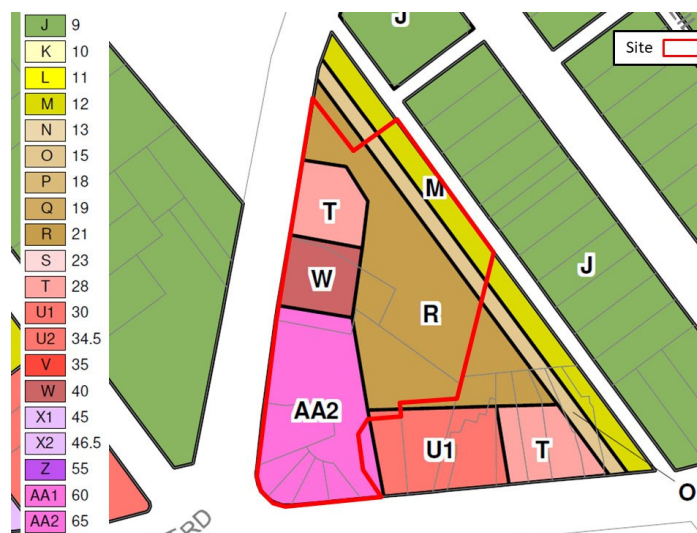 J 9
K 10
L 11
M 12
N 13
O 15
P 18
Q 19
R 21
S 23
T 28
U1 30
U2 34.5
V 35
W 40
X1 45
X2 46.5
Z 55
AA1 60
AA2 65
J
Site
M
T
J
W
R
AA2
U1
T
O
ERD